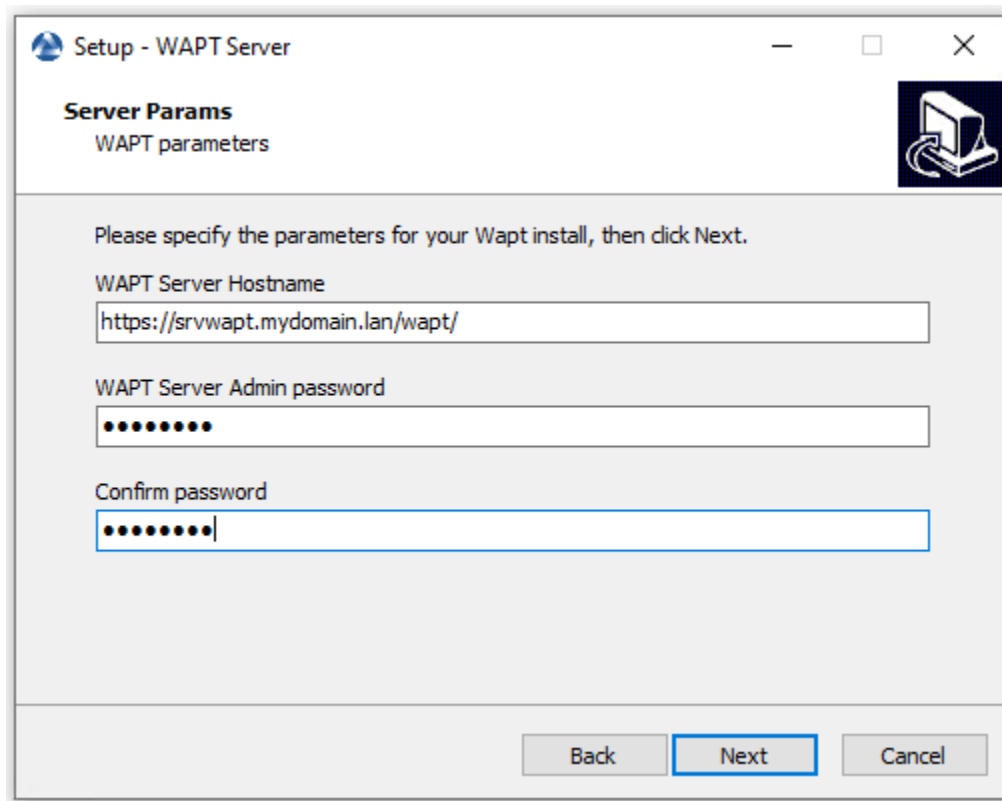 Setup - WAPT Server
Server Params
WAPT parameters
Please specify the parameters for your Wapt install, then click Next.
WAPT Server Hostname
https://srvwapt.mydomain.lan/wapt/
WAPT Server Admin password
●●●●●●●●
Confirm password
●●●●●●●●
Back Next Cancel